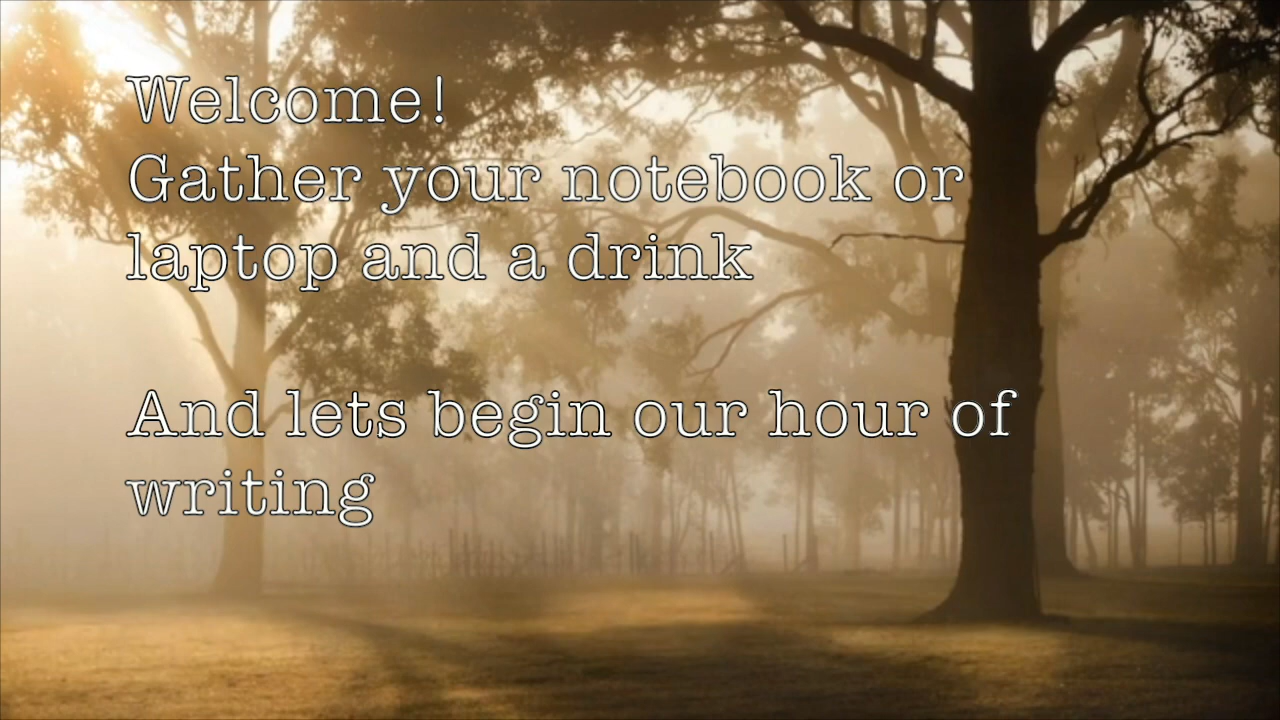 Welcome!
Gather your notebook or
laptop and a drink
And lets begin our hour of
writing